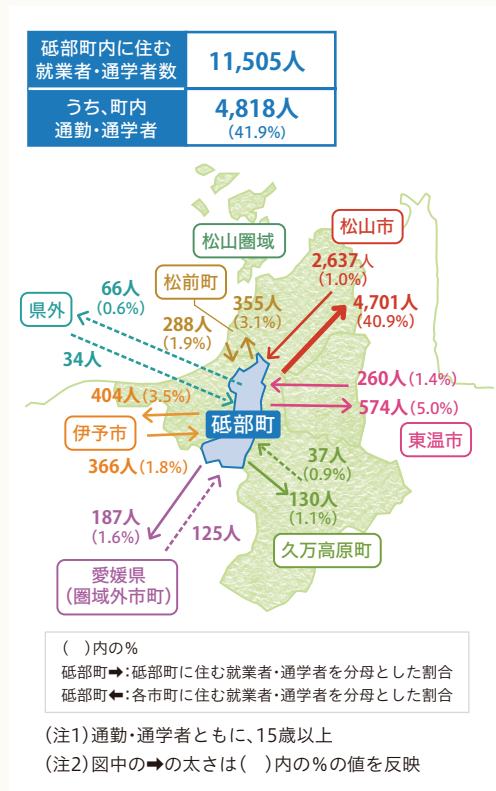 砥部町内に住む
就業者・通学者数
11,505人
うち、町内
通勤・通学者
4,818人
(41.9%)
松山圏域
松山市
2,637人
(1.0%)
4,701人
(40.9%)
松前町
355人
(3.1%)
288人
(1.9%)
県外
66人
(0.6%)
34人
260人(1.4%)
574人(5.0%)
東温市
404人(3.5%)
伊予市
366人(1.8%)
砥部町
37人
(0.9%)
130人
(1.1%)
久万高原町
187人
(1.6%)
125人
愛媛県
(圏域外市町)
( )内の%
砥部町➡:砥部町に住む就業者・通学者を分母とした割合
砥部町⬅:各市町に住む就業者・通学者を分母とした割合
(注1)通勤・通学者ともに、15歳以上
(注2)図中の➡の太さは( )内の%の値を反映